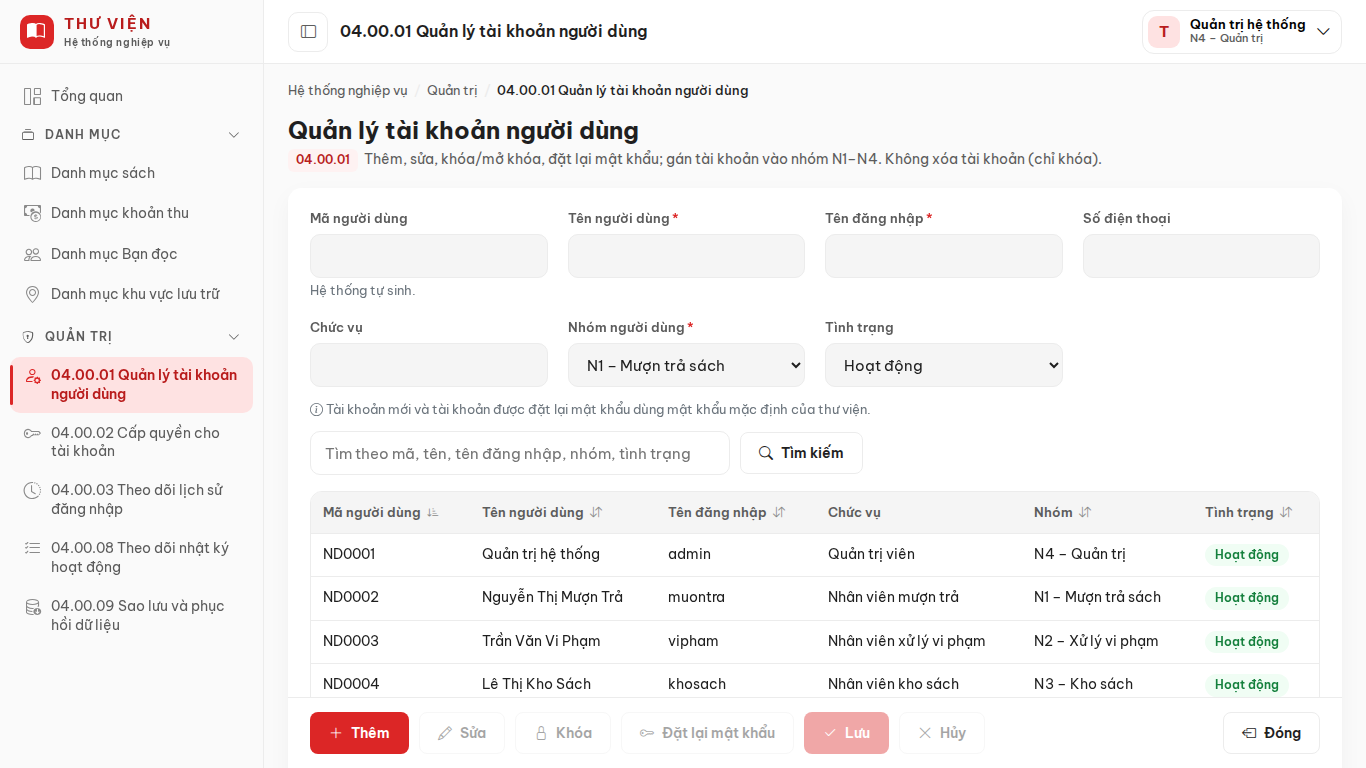 THƯ VIỆN
Hệ thống nghiệp vụ
Tổng quan
DANH MỤC
Danh mục sách
Danh mục khoản thu
Danh mục Bạn đọc
Danh mục khu vực lưu trữ
QUẢN TRỊ
04.00.01 Quản lý tài khoản
người dùng
04.00.02 Cấp quyền cho
tài khoản
04.00.03 Theo dõi lịch sử
đăng nhập
04.00.08 Theo dõi nhật ký
hoạt động
04.00.09 Sao lưu và phục
hồi dữ liệu
04.00.01 Quản lý tài khoản người dùng
T
Quản trị hệ thống
N4 – Quản trị
Hệ thống nghiệp vụ / Quản trị / 04.00.01 Quản lý tài khoản người dùng
Quản lý tài khoản người dùng
04.00.01 Thêm, sửa, khóa/mở khóa, đặt lại mật khẩu; gán tài khoản vào nhóm N1–N4. Không xóa tài khoản (chỉ khóa).
Mã người dùng Tên người dùng * Tên đăng nhập * Số điện thoại
Hệ thống tự sinh.
Chức vụ Nhóm người dùng * Tình trạng
N1 – Mượn trả sách Hoạt động
Tài khoản mới và tài khoản được đặt lại mật khẩu dùng mật khẩu mặc định của thư viện.
Tìm theo mã, tên, tên đăng nhập, nhóm, tình trạng Tìm kiếm
Mã người dùng Tên người dùng Tên đăng nhập Chức vụ Nhóm Tình trạng
ND0001 Quản trị hệ thống admin Quản trị viên N4 – Quản trị Hoạt động
ND0002 Nguyễn Thị Mượn Trả muontra Nhân viên mượn trả N1 – Mượn trả sách Hoạt động
ND0003 Trần Văn Vi Phạm vipham Nhân viên xử lý vi phạm N2 – Xử lý vi phạm Hoạt động
ND0004 Lê Thị Kho Sách khosach Nhân viên kho sách N3 – Kho sách Hoạt động
Thêm Sửa Khóa Đặt lại mật khẩu Lưu Hủy Đóng